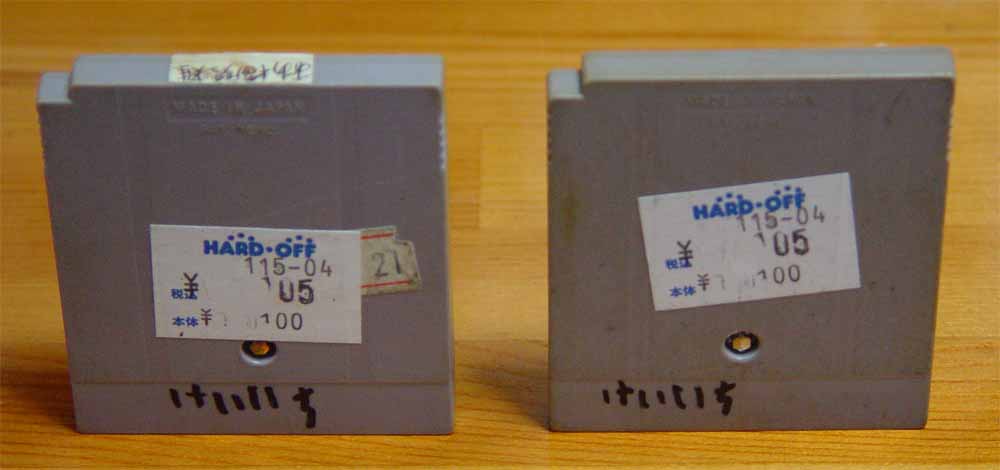 MADE IN JAPAN
HARD・OFF
115-04
税込 ¥105
本体 ¥100
21
けいいち
HARD・OFF
115-04
税込 ¥105
本体 ¥100
けいいち